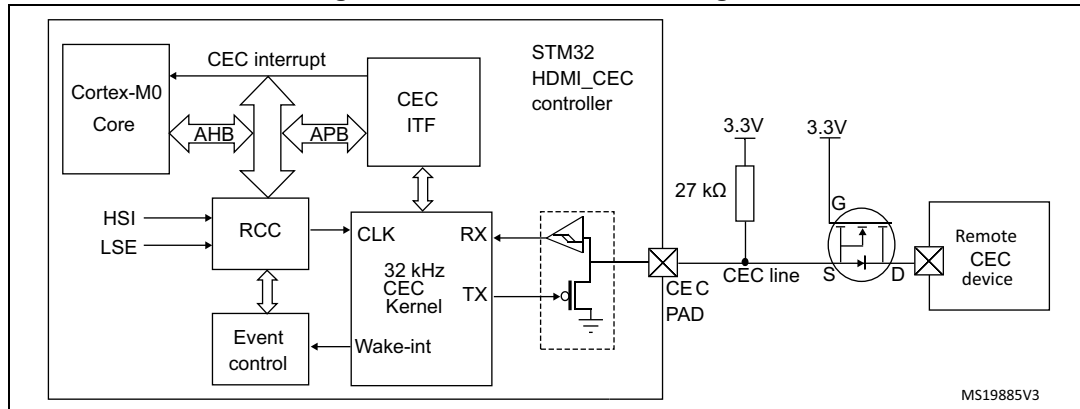 STM32
HDMI_CEC
controller
CEC interrupt
Cortex-M0
Core
AHB
APB
CEC
ITF
3.3V
3.3V
27 kΩ
HSI
LSE
RCC
CLK
RX
32 kHz
CEC
Kernel
TX
G
S
D
CEC line
CEC
PAD
Remote
CEC
device
Event
control
Wake-int
MS19885V3